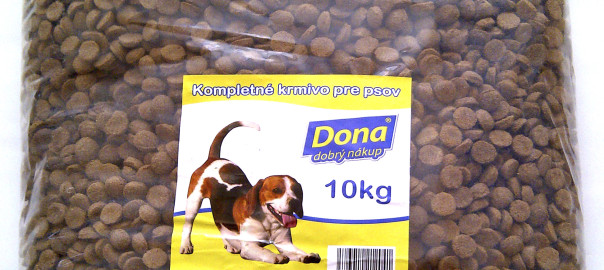 Kompletné krmivo pre psov
Dona®
dobrý nákup
10kg